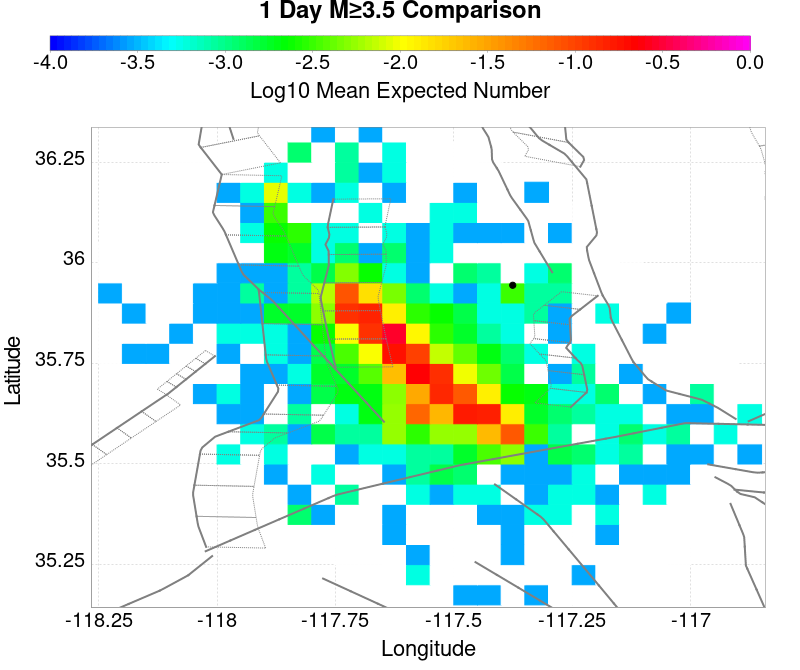 1 Day M≥3.5 Comparison
-4.0 -3.5 -3.0 -2.5 -2.0 -1.5 -1.0 -0.5 0.0
Log10 Mean Expected Number
36.25
36
35.75
35.5
35.25
Latitude
-118.25 -118 -117.75 -117.5 -117.25 -117
Longitude